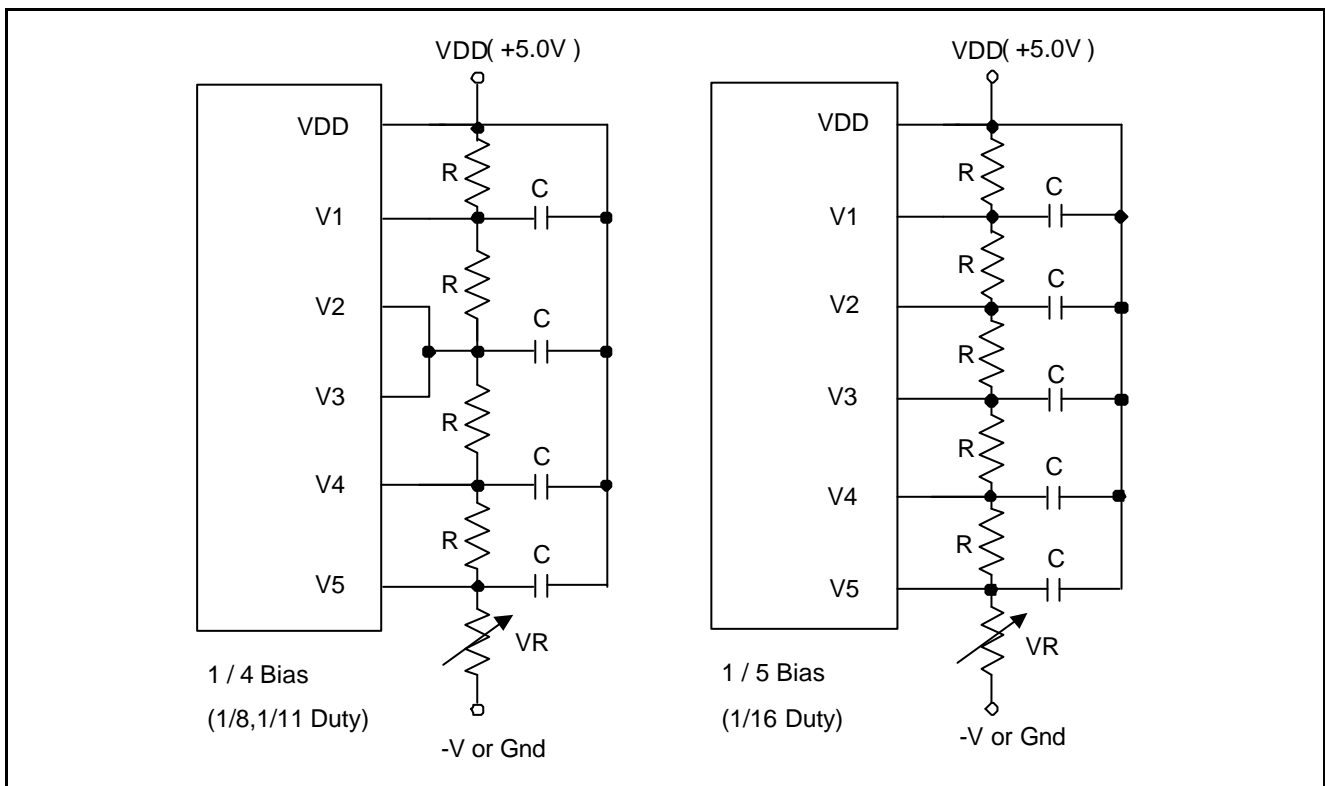 VDD( +5.0V )
VDD
R
C
V1
R
V2
C
V3
R
V4
C
R
C
V5
VR
1 / 4 Bias
(1/8,1/11 Duty)
-V or Gnd
VDD( +5.0V )
VDD
R
C
V1
R
C
V2
R
C
V3
R
C
V4
R
C
V5
VR
1 / 5 Bias
(1/16 Duty)
-V or Gnd